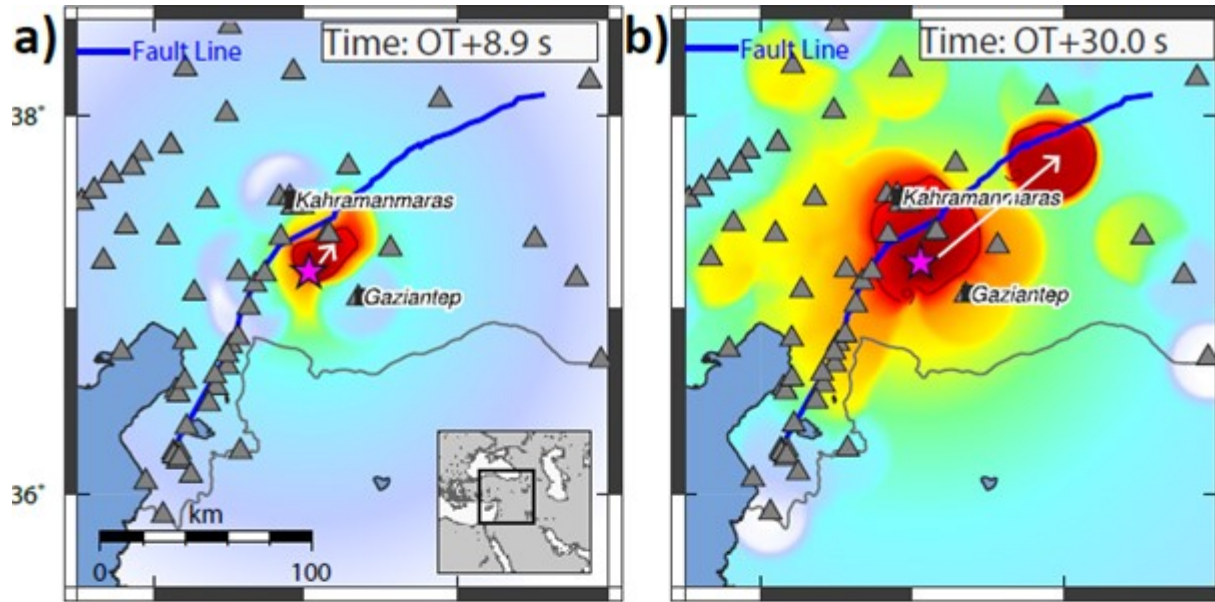 a)
Time: OT+8.9 s
Fault Line
38°
Kahramanmaras
Gaziantep
36°
km
0 100
b)
Time: OT+30.0 s
Fault Line
Kahramanmaras
Gaziantep